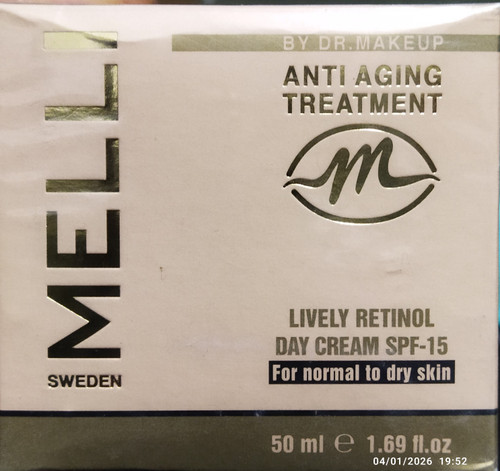 MELLI
SWEDEN
BY DR.MAKEUP
ANTI AGING
TREATMENT
m
LIVELY RETINOL
DAY CREAM SPF-15
For normal to dry skin
50 ml ℮ 1.69 fl.oz
04/01/2026 19:52